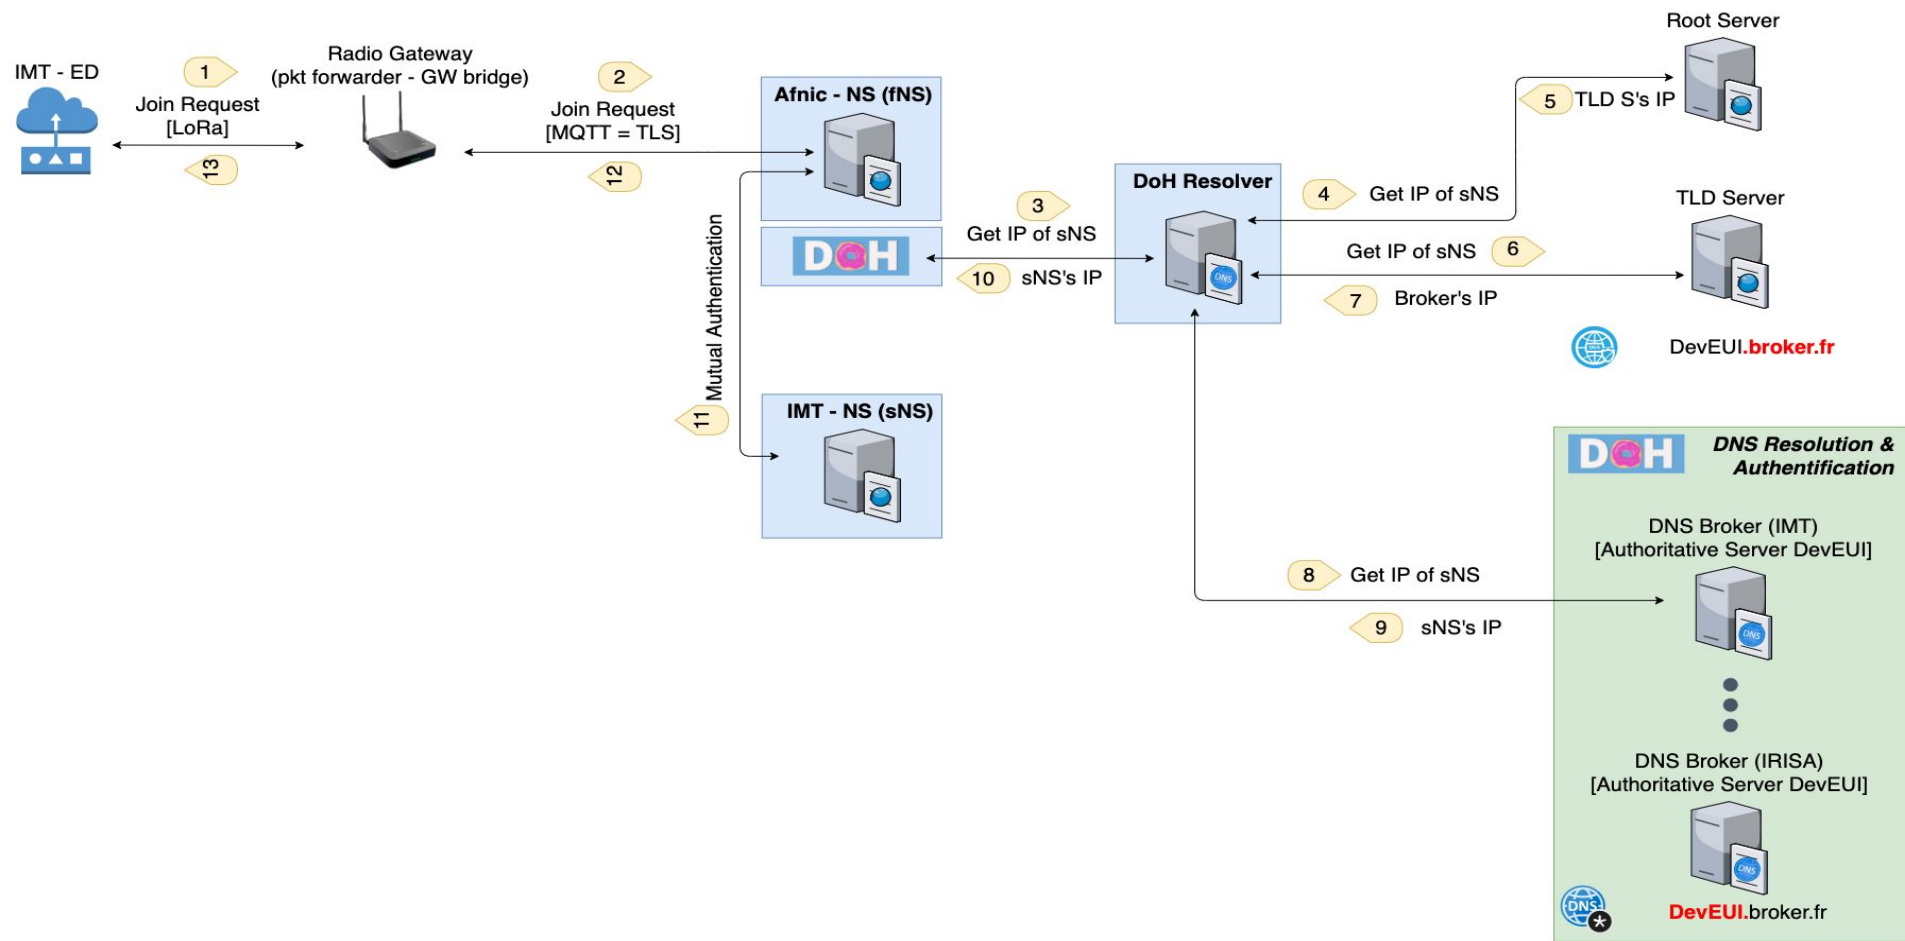 Root Server
Radio Gateway
(pkt forwarder - GW bridge)
IMT - ED
1
Join Request
[LoRa]
13
2
Join Request
[MQTT = TLS]
12
Afnic - NS (fNS)
DOH
5
TLD S's IP
DoH Resolver
DNS
4
Get IP of sNS
3
Get IP of sNS
10
sNS's IP
TLD Server
Get IP of sNS
6
7
Broker's IP
DevEUI.broker.fr
Mutual Authentication
11
IMT - NS (sNS)
DOH
DNS Resolution &
Authentification
DNS Broker (IMT)
[Authoritative Server DevEUI]
DNS
8
Get IP of sNS
9
sNS's IP
DNS Broker (IRISA)
[Authoritative Server DevEUI]
DNS
DNS
*
DevEUI.broker.fr